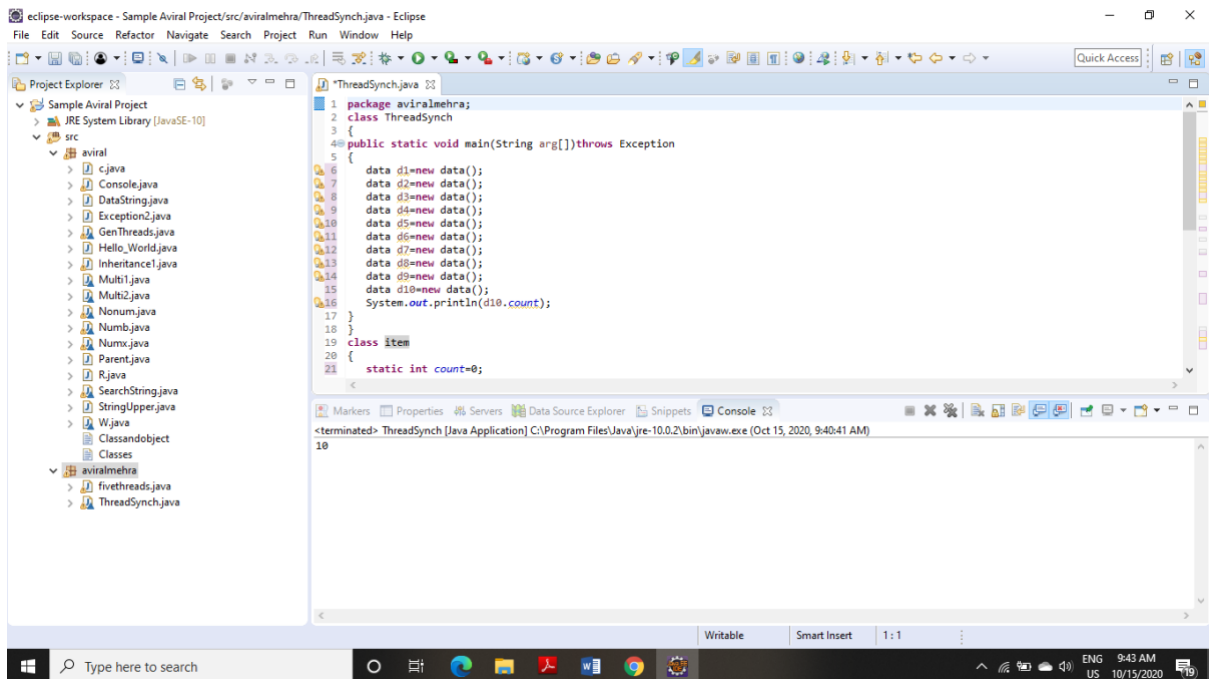 eclipse-workspace - Sample Aviral Project/src/aviralmehra/ThreadSynch.java - Eclipse
File Edit Source Refactor Navigate Search Project Run Window Help
Quick Access
Project Explorer
Sample Aviral Project
JRE System Library [JavaSE-10]
src
aviral
c.java
Console.java
DataString.java
Exception2.java
GenThreads.java
Hello_World.java
Inheritance1.java
Multi1.java
Multi2.java
Nonum.java
Numb.java
Numx.java
Parent.java
R.java
SearchString.java
StringUpper.java
W.java
Classandobject
Classes
aviralmehra
fivethreads.java
ThreadSynch.java
*ThreadSynch.java
1 package aviralmehra;
2 class ThreadSynch
3 {
4 public static void main(String arg[])throws Exception
5 {
6 data d1=new data();
7 data d2=new data();
8 data d3=new data();
9 data d4=new data();
10 data d5=new data();
11 data d6=new data();
12 data d7=new data();
13 data d8=new data();
14 data d9=new data();
15 data d10=new data();
16 System.out.println(d10.count);
17 }
18 }
19 class item
20 {
21 static int count=0;
Markers Properties Servers Data Source Explorer Snippets Console
<terminated> ThreadSynch [Java Application] C:\Program Files\Java\jre-10.0.2\bin\javaw.exe (Oct 15, 2020, 9:40:41 AM)
10
Writable Smart Insert 1 : 1
Type here to search
ENG 9:43 AM
US 10/15/2020
19